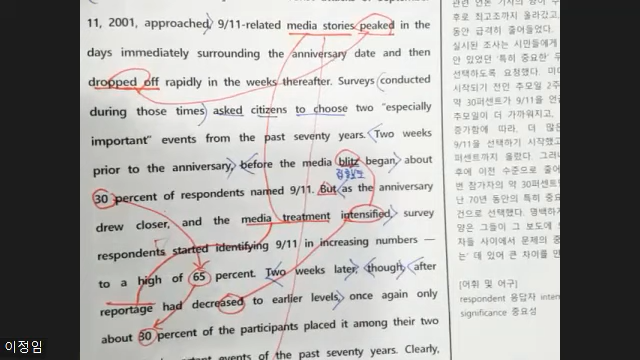 11, 2001, approached, 9/11-related media stories peaked in the
days immediately surrounding the anniversary date and then
dropped off rapidly in the weeks thereafter. Surveys conducted
during those times asked citizens to choose two "especially
important" events from the past seventy years. Two weeks
prior to the anniversary, before the media blitz began, about
30 percent of respondents named 9/11. But as the anniversary
drew closer, and the media treatment intensified, survey
respondents started identifying 9/11 in increasing numbers —
to a high of 65 percent. Two weeks later, though, after
reportage had decreased to earlier levels, once again only
about 30 percent of the participants placed it among their two
important events of the past seventy years. Clearly,
후로 최고조까지 올라갔고,
동안 급격히 줄어들었다.
실시된 조사는 시민들에게
안 있었던 '특히 중요한' 두
선택하도록 요청했다.
시작되기 전인 추모일 2주
약 30퍼센트가 9/11을 언
가까워지고,
증가함에 따라, 더 많은
9/11을 선택하기 시작했고
퍼센트까지 올랐다. 그러나
후에 이전 수준으로 줄어
번 참가자의 약 30퍼센트만
난 70년 동안의 특히 중요
건으로 선택했다. 명백하게
양은 그들이 그 보도에
자들 사이에서 문제의 중
는' 데 있어 큰 차이를 만
[어휘 및 어구]
respondent 응답자
significance 중요성
이정임